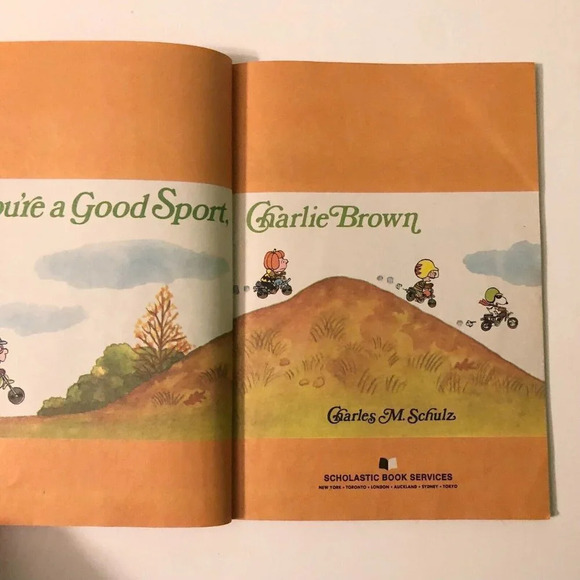 ou're a Good Sport, Charlie Brown
Charles M. Schulz
SCHOLASTIC BOOK SERVICES
NEW YORK • TORONTO • LONDON • AUCKLAND • SYDNEY • TOKYO